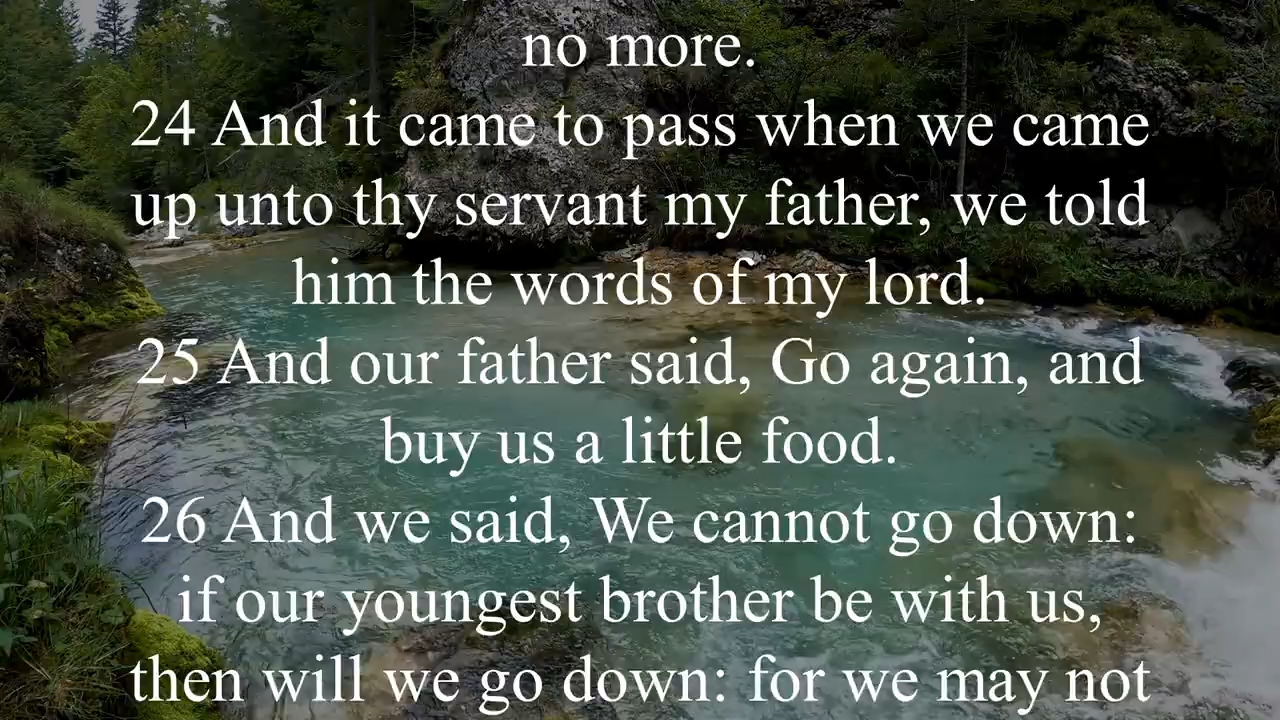 no more.
24 And it came to pass when we came
up unto thy servant my father, we told
him the words of my lord.
25 And our father said, Go again, and
buy us a little food.
26 And we said, We cannot go down:
if our youngest brother be with us,
then will we go down: for we may not